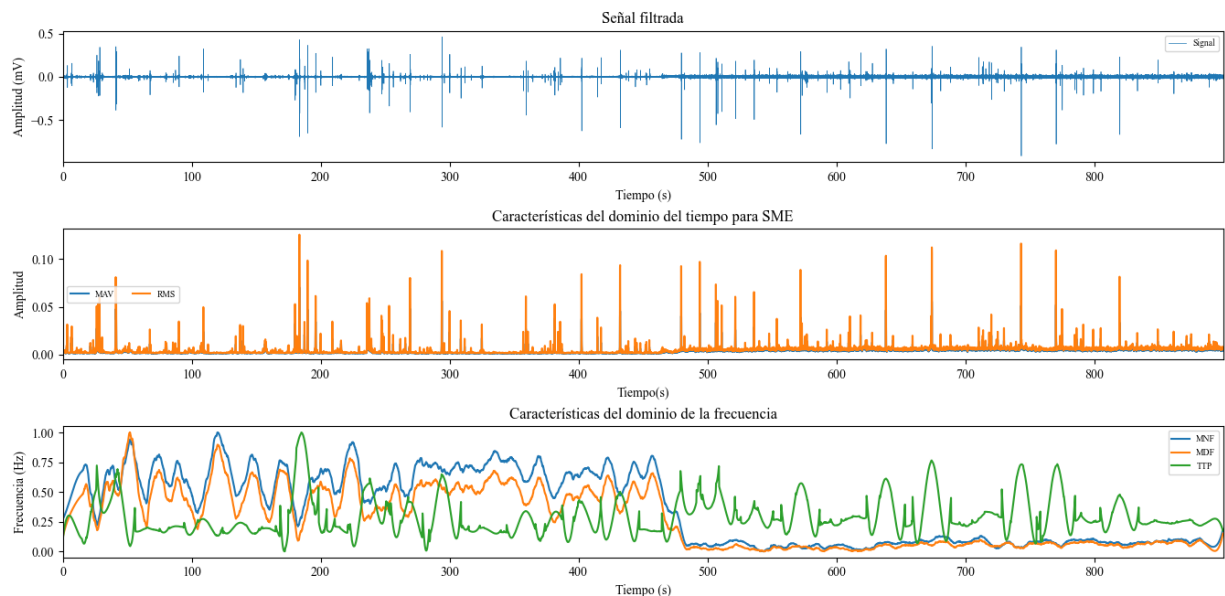 Señal filtrada
Amplitud (mV)
0.5
0.0
−0.5
Signal
0 100 200 300 400 500 600 700 800
Tiempo (s)
Características del dominio del tiempo para SME
Amplitud
0.10
0.05
0.00
MAV RMS
0 100 200 300 400 500 600 700 800
Tiempo(s)
Características del dominio de la frecuencia
Frecuencia (Hz)
1.00
0.75
0.50
0.25
0.00
MNF
MDF
TTP
0 100 200 300 400 500 600 700 800
Tiempo (s)